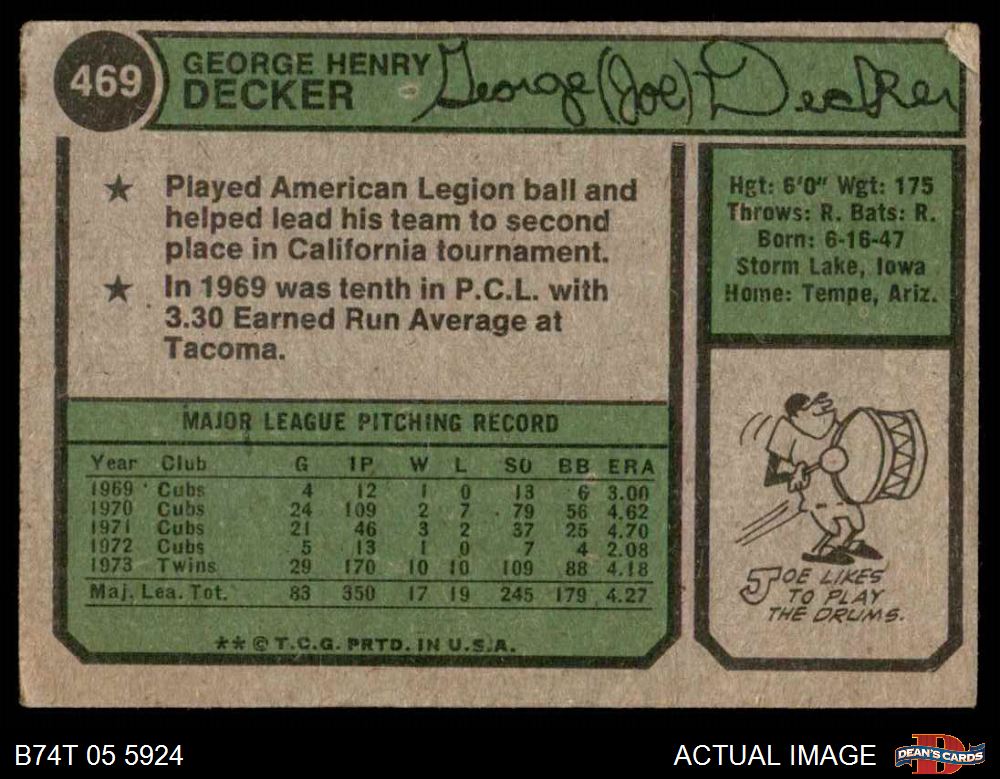 469
GEORGE HENRY
DECKER
George (Joe) Decker
★ Played American Legion ball and
helped lead his team to second
place in California tournament.
★ In 1969 was tenth in P.C.L. with
3.30 Earned Run Average at
Tacoma.
Hgt: 6'0" Wgt: 175
Throws: R. Bats: R.
Born: 6-16-47
Storm Lake, Iowa
Home: Tempe, Ariz.
MAJOR LEAGUE PITCHING RECORD
Year Club G IP W L SO BB ERA
1969 Cubs 4 12 1 0 13 6 3.00
1970 Cubs 24 109 2 7 79 56 4.62
1971 Cubs 21 46 3 2 37 25 4.70
1972 Cubs 5 13 1 0 7 4 2.08
1973 Twins 29 170 10 10 109 88 4.18
Maj. Lea. Tot. 83 350 17 19 245 179 4.27
** © T.C.G. PRTD. IN U.S.A.
JOE LIKES
TO PLAY
THE DRUMS.
B74T 05 5924
ACTUAL IMAGE
DEAN'S CARDS